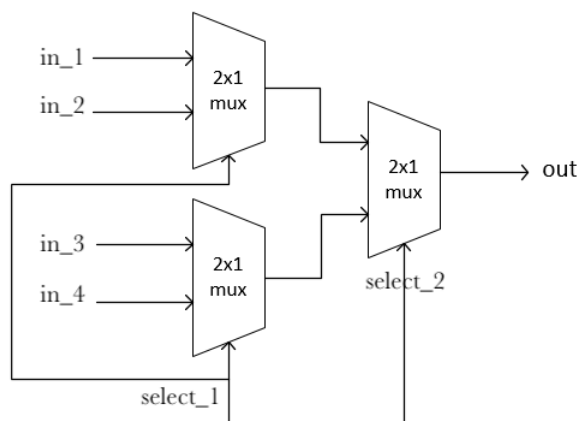 in_1
in_2
2x1
mux
2x1
mux
out
in_3
in_4
2x1
mux
select_2
select_1